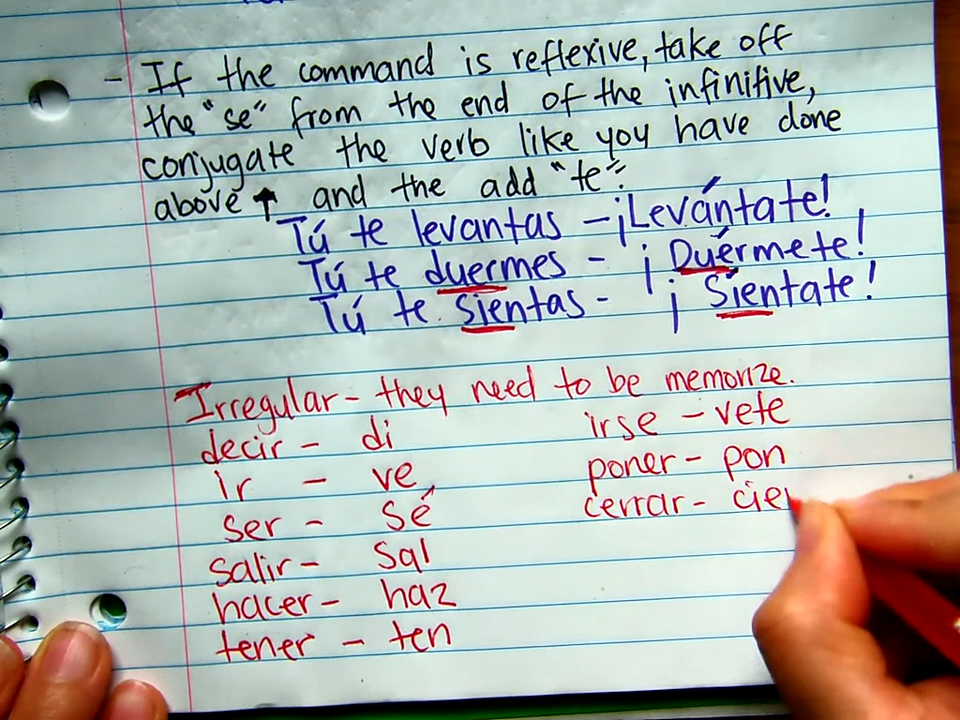 - If the command is reflexive, take off
the "se" from the end of the infinitive,
conjugate the verb like you have done
above ↑ and the add "te".
Tú te levantas - ¡Levántate!
Tú te duermes - ¡Duérmete!
Tú te sientas - ¡Síentate!
Irregular - they need to be memorize.
decir - di
ir - ve
ser - sé
salir - sal
hacer - haz
tener - ten
irse - vete
poner - pon
cerrar - cie